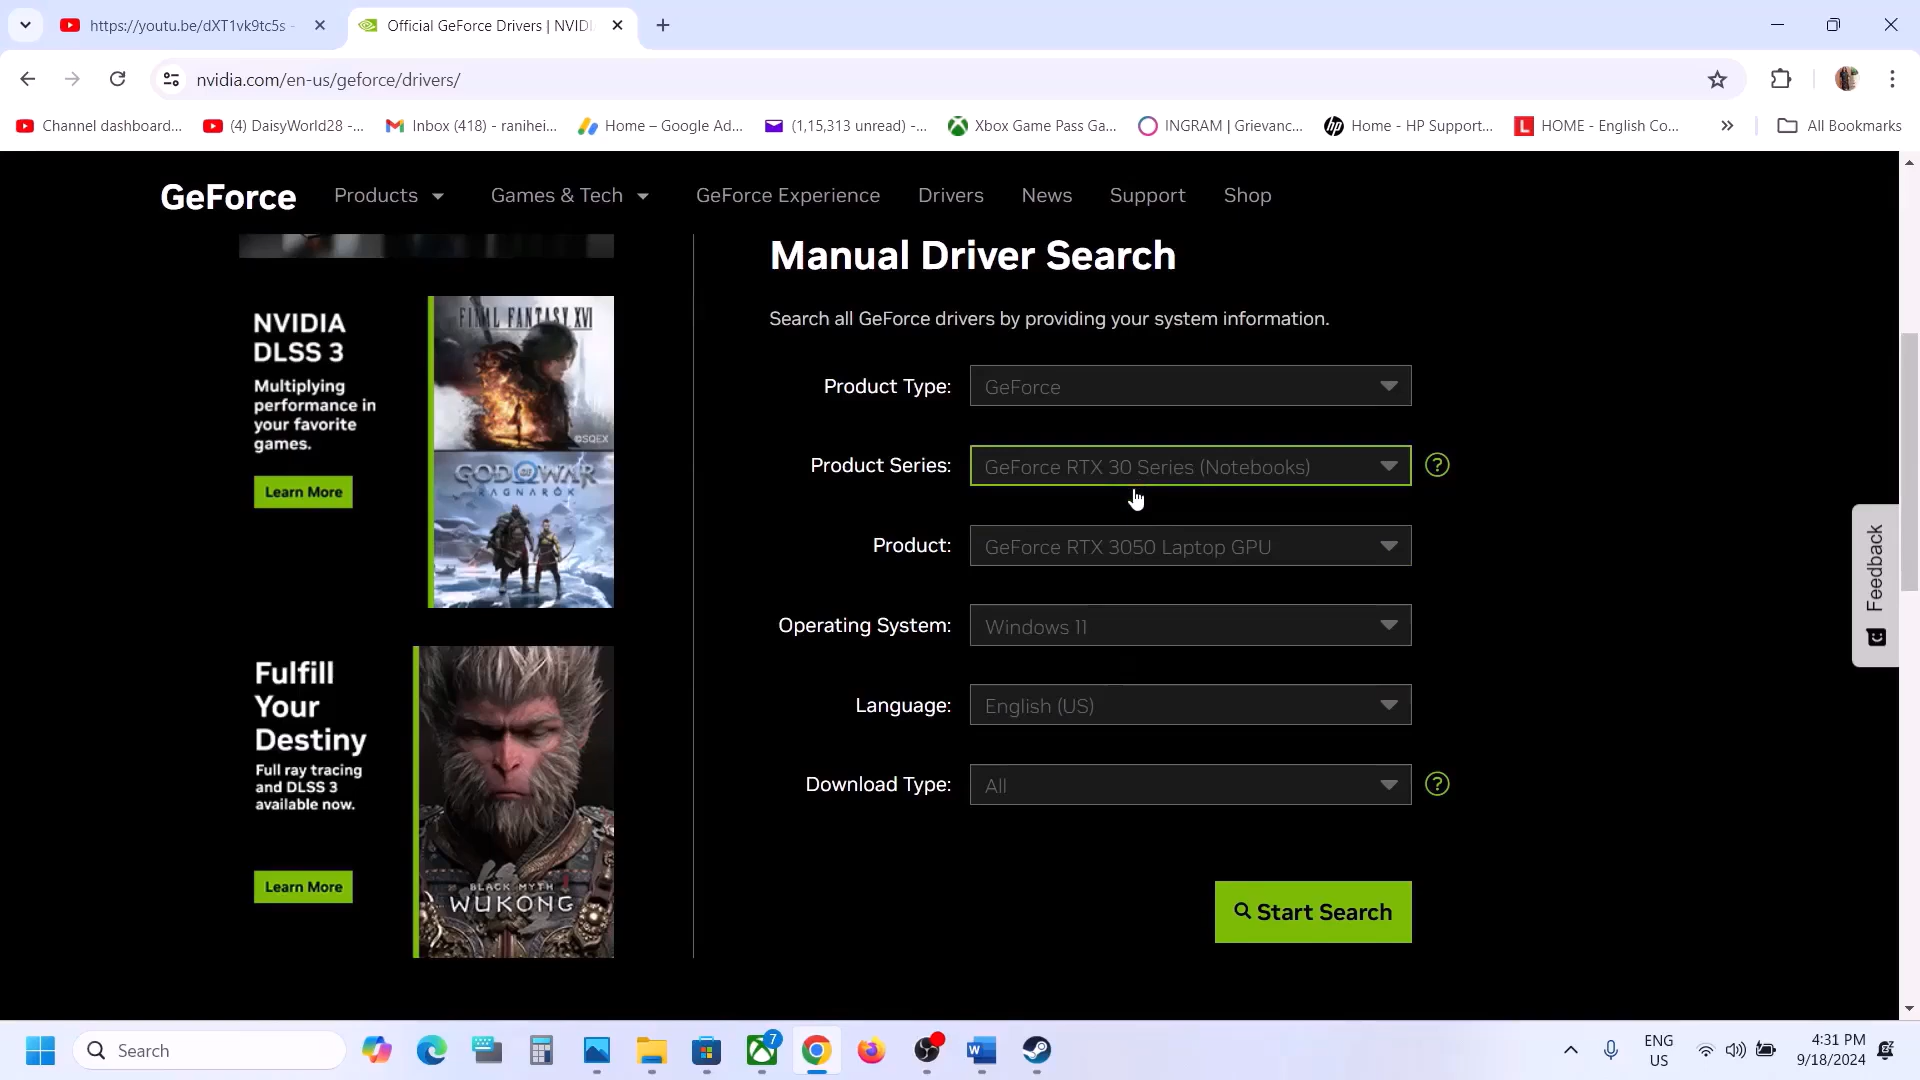 https://youtu.be/dXT1vk9tc5s -
Official GeForce Drivers | NVIDI
nvidia.com/en-us/geforce/drivers/
Channel dashboard...
(4) DaisyWorld28 -...
Inbox (418) - ranihei...
Home – Google Ad...
(1,15,313 unread) -...
Xbox Game Pass Ga...
INGRAM | Grievanc...
Home - HP Support...
HOME - English Co...
All Bookmarks
GeForce
Products
Games & Tech
GeForce Experience
Drivers
News
Support
Shop
NVIDIA
DLSS 3
Multiplying
performance in
your favorite
games.
Learn More
FINAL FANTASY XVI
©SQEX
GOD OF WAR
RAGNARÖK
Fulfill
Your
Destiny
Full ray tracing
and DLSS 3
available now.
Learn More
BLACK MYTH
WUKONG
Manual Driver Search
Search all GeForce drivers by providing your system information.
Product Type:
GeForce
Product Series:
GeForce RTX 30 Series (Notebooks)
?
Product:
GeForce RTX 3050 Laptop GPU
Operating System:
Windows 11
Language:
English (US)
Download Type:
All
?
Start Search
Feedback
Search
7
ENG
US
4:31 PM
9/18/2024